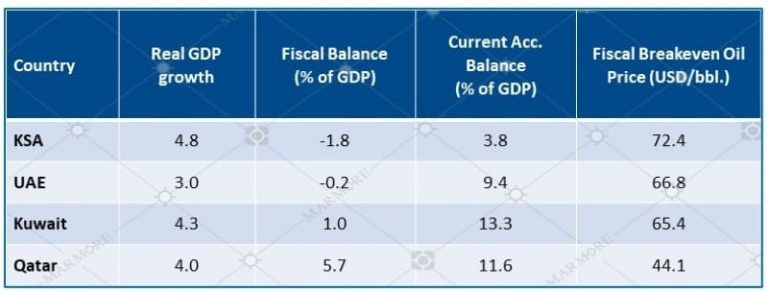 Country Real GDP growth Fiscal Balance (% of GDP) Current Acc. Balance (% of GDP) Fiscal Breakeven Oil Price (USD/bbl.)
KSA 4.8 -1.8 3.8 72.4
UAE 3.0 -0.2 9.4 66.8
Kuwait 4.3 1.0 13.3 65.4
Qatar 4.0 5.7 11.6 44.1
MARMORE